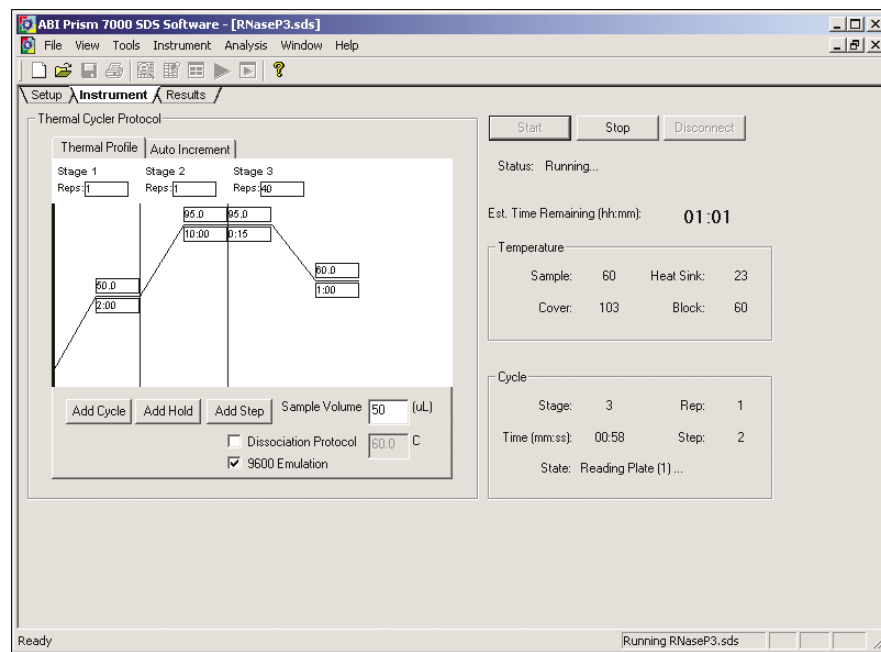 ABI Prism 7000 SDS Software - [RNaseP3.sds]
File View Tools Instrument Analysis Window Help
Setup Instrument Results
Thermal Cycler Protocol
Thermal Profile Auto Increment
Stage 1 Stage 2 Stage 3
Reps: 1 Reps: 1 Reps: 40
95.0 95.0
10:00 0:15
60.0
1:00
50.0
2:00
Add Cycle Add Hold Add Step Sample Volume 50 (uL)
Dissociation Protocol 60.0 C
9600 Emulation
Start Stop Disconnect
Status: Running...
Est. Time Remaining (hh:mm): 01:01
Temperature
Sample: 60 Heat Sink: 23
Cover: 103 Block: 60
Cycle
Stage: 3 Rep: 1
Time (mm:ss): 00:58 Step: 2
State: Reading Plate (1) ...
Ready Running RNaseP3.sds